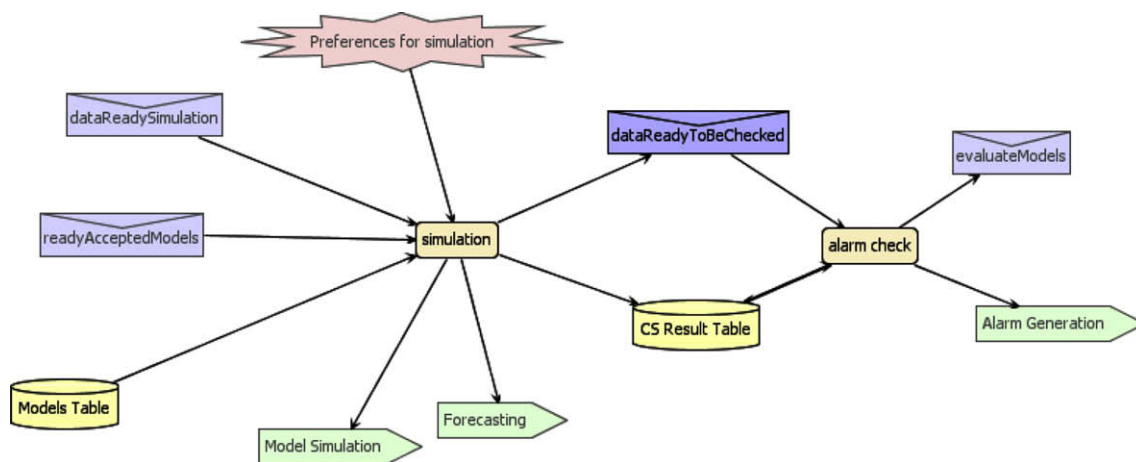 Preferences for simulation
dataReadySimulation
dataReadyToBeChecked
evaluateModels
readyAcceptedModels
simulation
alarm check
CS Result Table
Alarm Generation
Models Table
Forecasting
Model Simulation